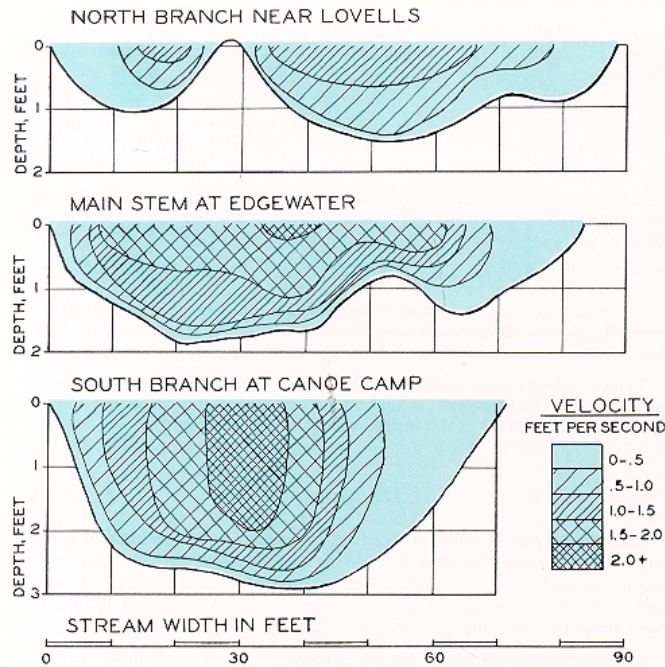 NORTH BRANCH NEAR LOVELLS
DEPTH, FEET
0
1
2
MAIN STEM AT EDGEWATER
DEPTH, FEET
0
1
2
SOUTH BRANCH AT CANOE CAMP
DEPTH, FEET
0
1
2
3
VELOCITY
FEET PER SECOND
0-.5
.5-1.0
1.0-1.5
1.5-2.0
2.0+
STREAM WIDTH IN FEET
0 30 60 90